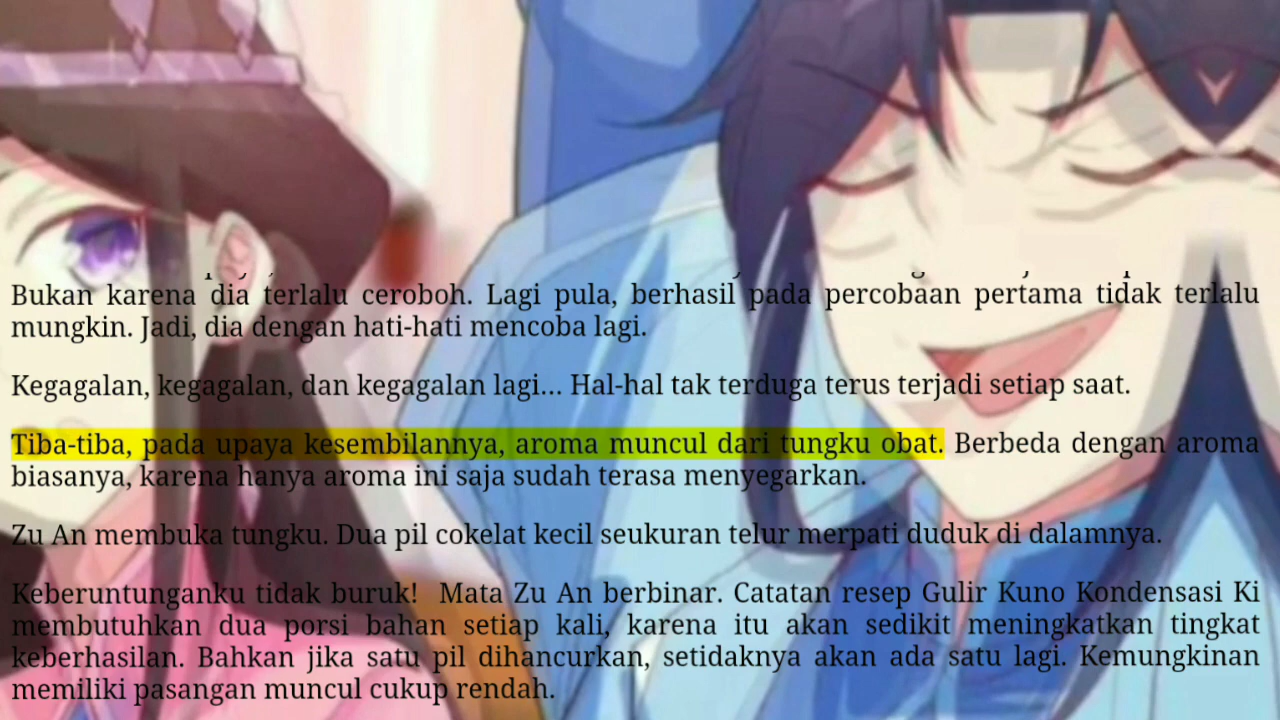 Bukan karena dia terlalu ceroboh. Lagi pula, berhasil pada percobaan pertama tidak terlalu
mungkin. Jadi, dia dengan hati-hati mencoba lagi.
Kegagalan, kegagalan, dan kegagalan lagi... Hal-hal tak terduga terus terjadi setiap saat.
Tiba-tiba, pada upaya kesembilannya, aroma muncul dari tungku obat. Berbeda dengan aroma
biasanya, karena hanya aroma ini saja sudah terasa menyegarkan.
Zu An membuka tungku. Dua pil cokelat kecil seukuran telur merpati duduk di dalamnya.
Keberuntunganku tidak buruk! Mata Zu An berbinar. Catatan resep Gulir Kuno Kondensasi Ki
membutuhkan dua porsi bahan setiap kali, karena itu akan sedikit meningkatkan tingkat
keberhasilan. Bahkan jika satu pil dihancurkan, setidaknya akan ada satu lagi. Kemungkinan
memiliki pasangan muncul cukup rendah.